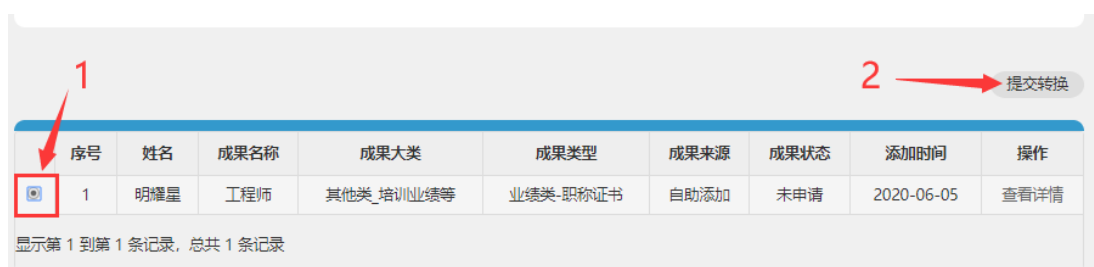 1
2
提交转换
序号 姓名 成果名称 成果大类 成果类型 成果来源 成果状态 添加时间 操作
1 明耀星 工程师 其他类_培训业绩等 业绩类-职称证书 自助添加 未申请 2020-06-05 查看详情
显示第 1 到第 1 条记录，总共 1 条记录